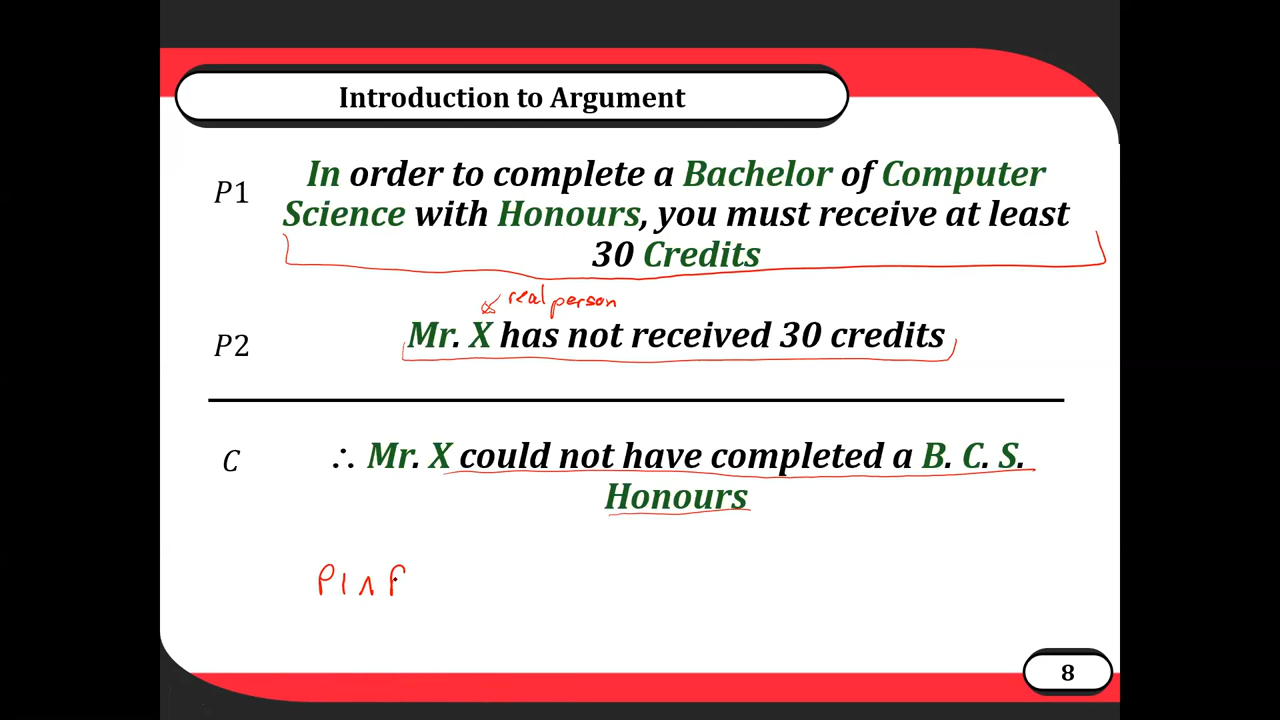 Introduction to Argument
P1
In order to complete a Bachelor of Computer
Science with Honours, you must receive at least
30 Credits
real person
P2
Mr. X has not received 30 credits
C
∴ Mr. X could not have completed a B. C. S.
Honours
P1 ∧ P
8